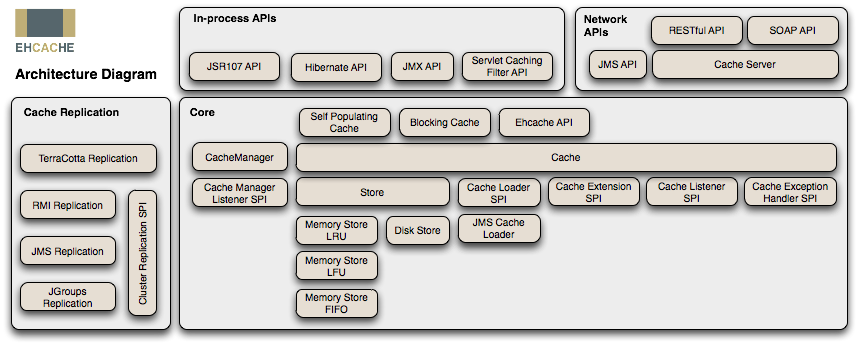 EHCACHE
Architecture Diagram
In-process APIs
JSR107 API
Hibernate API
JMX API
Servlet Caching
Filter API
Network
APIs
RESTful API
SOAP API
JMS API
Cache Server
Cache Replication
TerraCotta Replication
RMI Replication
JMS Replication
JGroups
Replication
Cluster Replication SPI
Core
Self Populating
Cache
Blocking Cache
Ehcache API
CacheManager
Cache
Cache Manager
Listener SPI
Store
Cache Loader
SPI
Cache Extension
SPI
Cache Listener
SPI
Cache Exception
Handler SPI
Memory Store
LRU
Disk Store
JMS Cache
Loader
Memory Store
LFU
Memory Store
FIFO